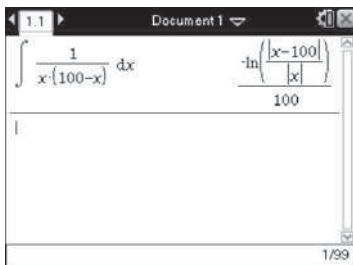 1.1 Document 1
∫ 1/(x·(100−x)) dx    -ln(|x−100|/|x|)/100
1/99